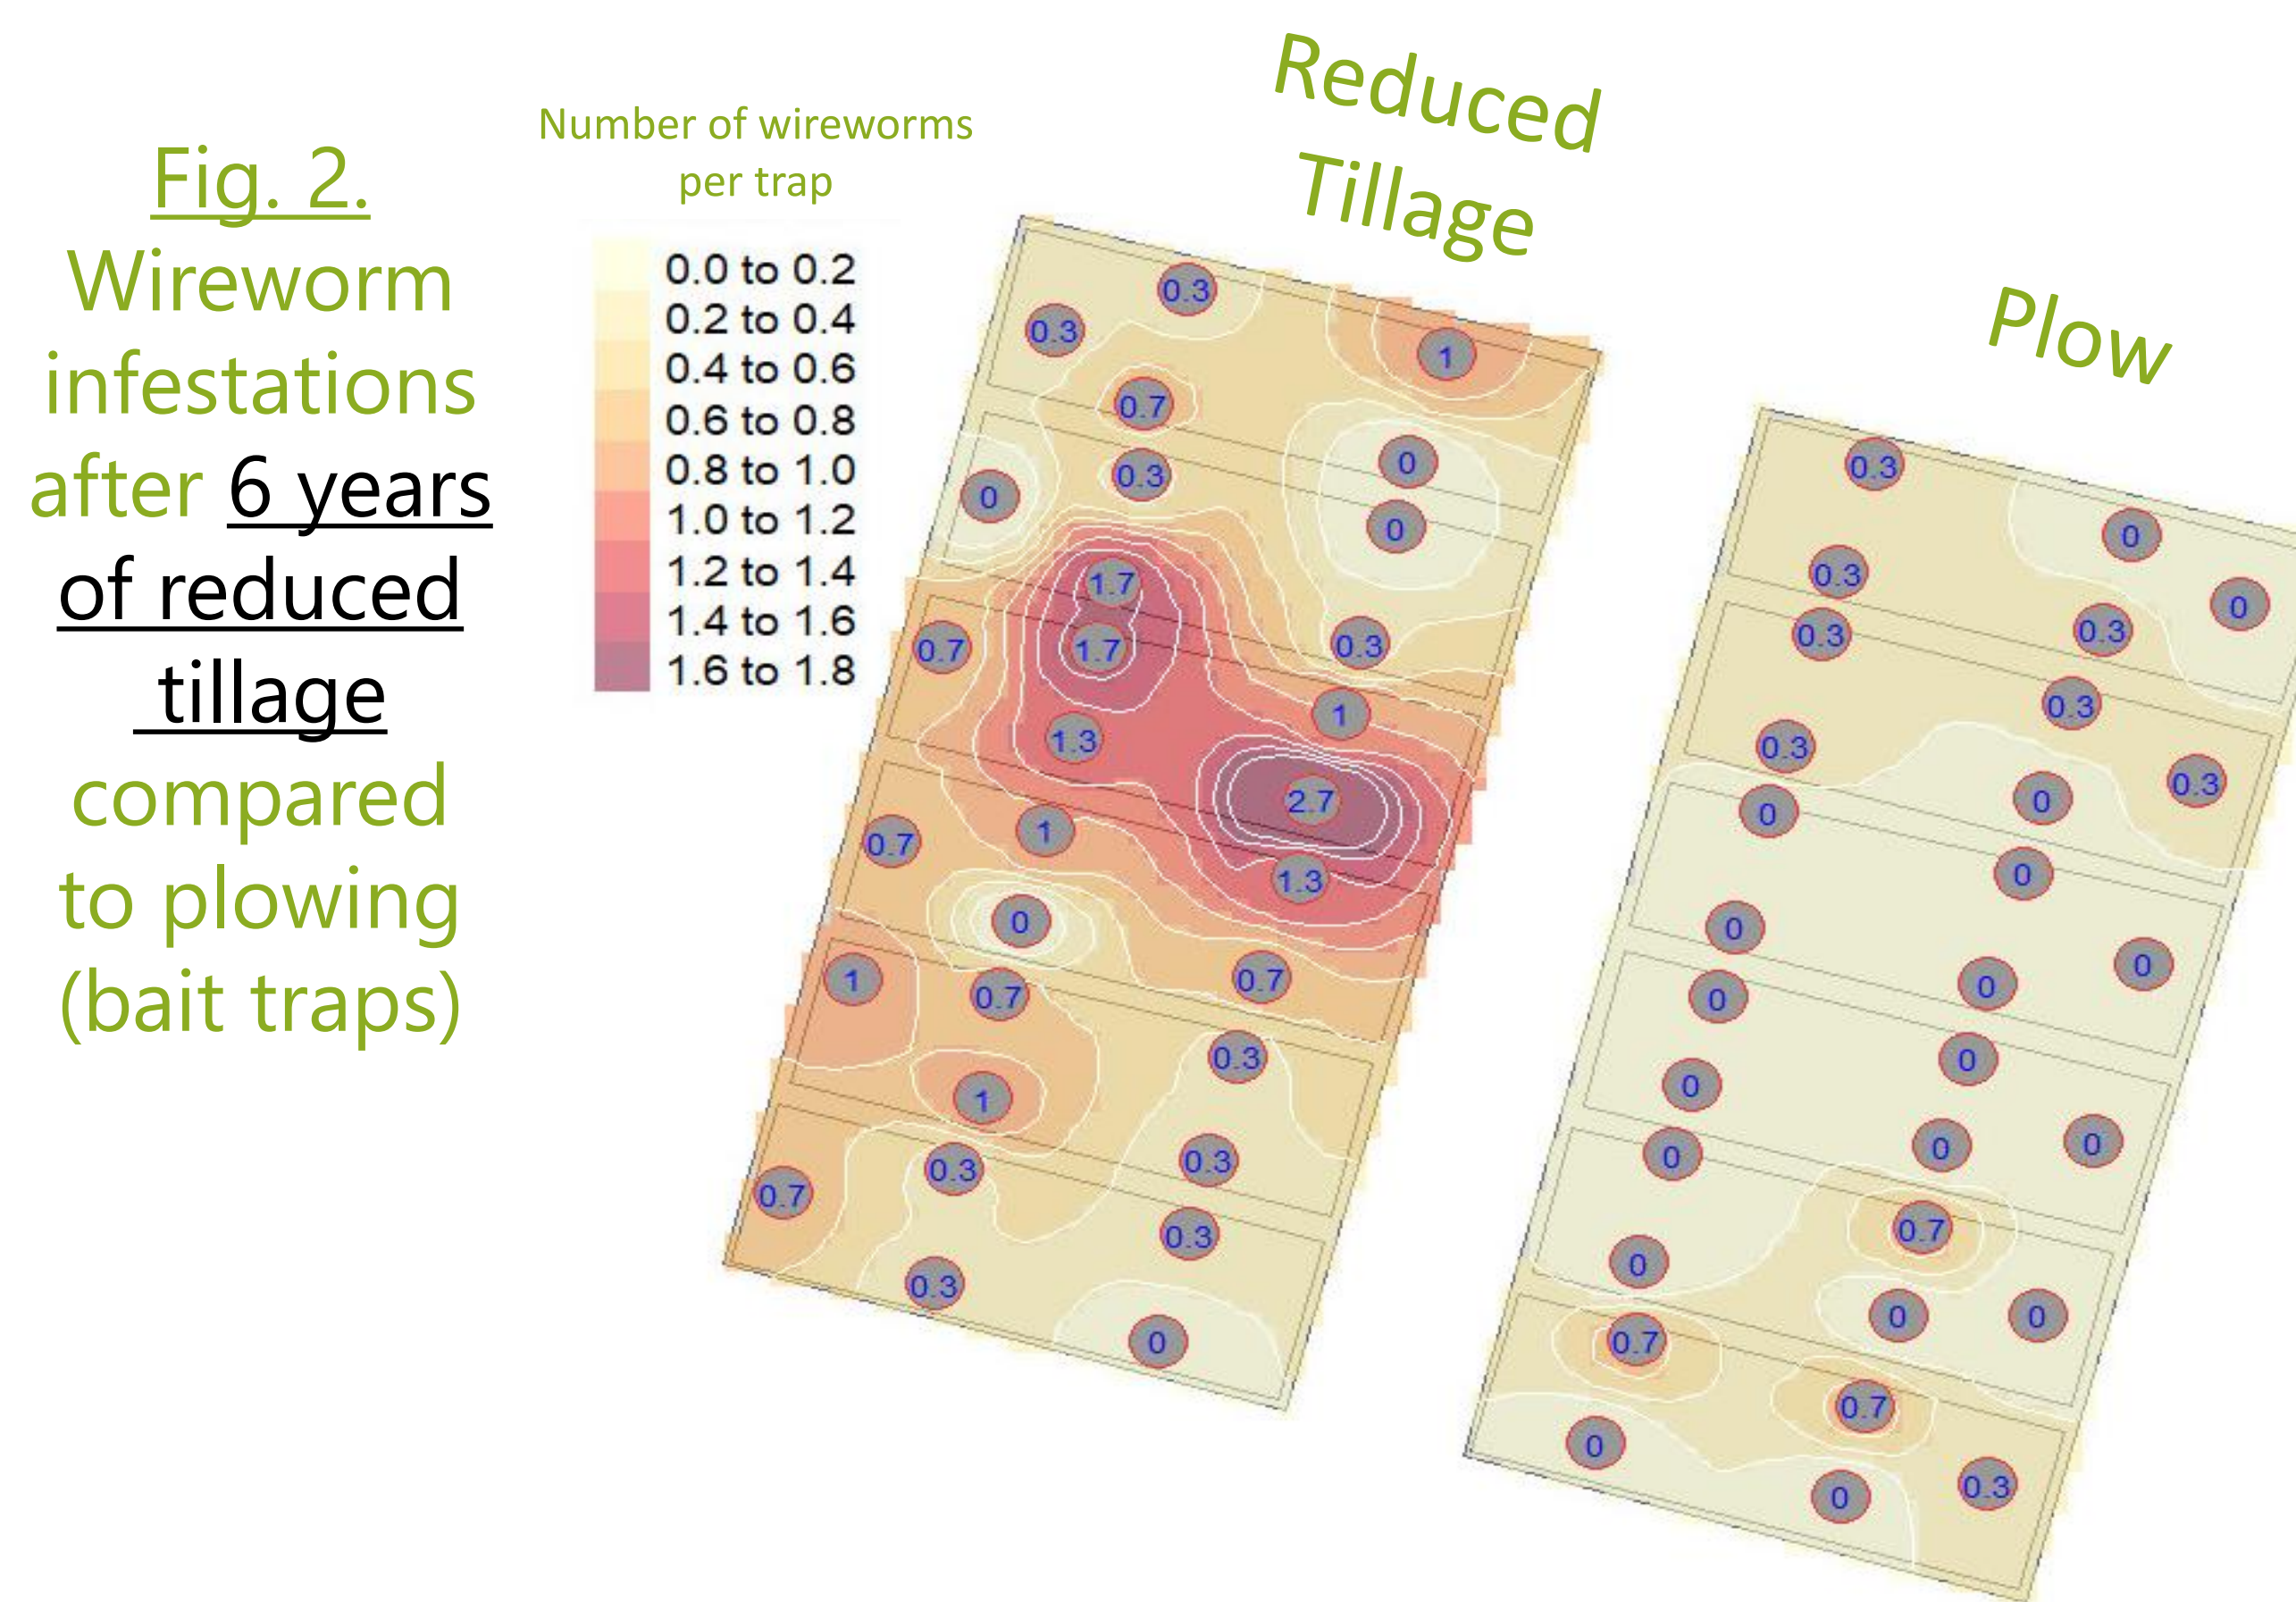 Fig. 2.
Wireworm
infestations
after 6 years
of reduced
tillage
compared
to plowing
(bait traps)
Number of wireworms
per trap
0.0 to 0.2
0.2 to 0.4
0.4 to 0.6
0.6 to 0.8
0.8 to 1.0
1.0 to 1.2
1.2 to 1.4
1.4 to 1.6
1.6 to 1.8
Reduced
Tillage
0.3
0.3
1
0.7
0
0.3
0
0
1.7
0.7
1.7
0.3
1
1.3
2.7
0.7
1
1.3
0
1
0.7
0.7
0.3
1
0.3
0.7
0.3
0.3
0.3
0
Plow
0.3
0
0.3
0
0.3
0.3
0.3
0.3
0.3
0
0
0
0
0
0
0
0
0
0
0
0
0.7
0
0
0
0.7
0.7
0
0.3
0